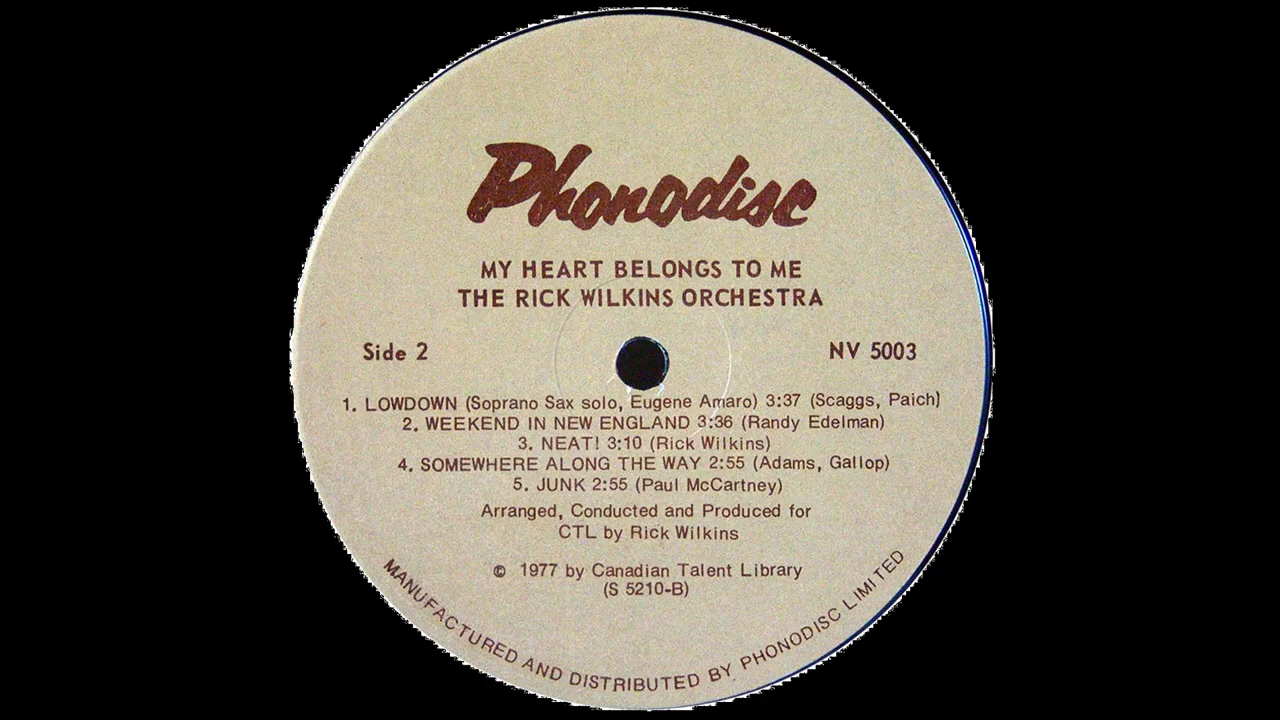 Phonodisc
MY HEART BELONGS TO ME
THE RICK WILKINS ORCHESTRA
Side 2
NV 5003
1. LOWDOWN (Soprano Sax solo, Eugene Amaro) 3:37 (Scaggs, Paich)
2. WEEKEND IN NEW ENGLAND 3:36 (Randy Edelman)
3. NEAT! 3:10 (Rick Wilkins)
4. SOMEWHERE ALONG THE WAY 2:55 (Adams, Gallop)
5. JUNK 2:55 (Paul McCartney)
Arranged, Conducted and Produced for
CTL by Rick Wilkins
© 1977 by Canadian Talent Library
(S 5210-B)
MANUFACTURED AND DISTRIBUTED BY PHONODISC LIMITED